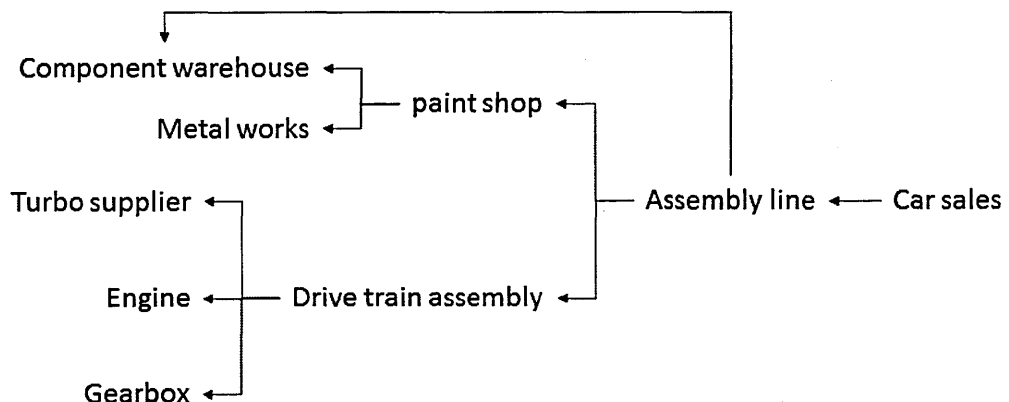 Component warehouse
paint shop
Metal works
Turbo supplier
Assembly line
Car sales
Engine
Drive train assembly
Gearbox